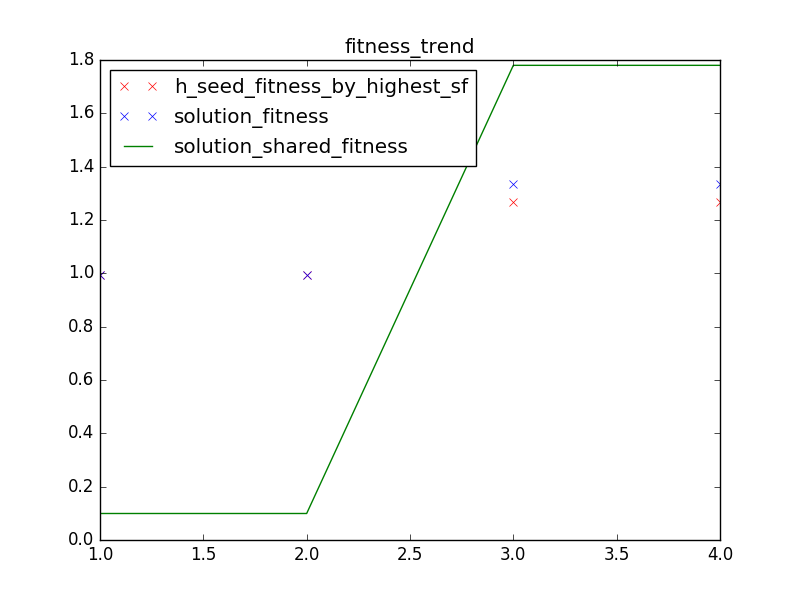 fitness_trend
h_seed_fitness_by_highest_sf
solution_fitness
solution_shared_fitness
1.8
1.6
1.4
1.2
1.0
0.8
0.6
0.4
0.2
0.0
1.0 1.5 2.0 2.5 3.0 3.5 4.0